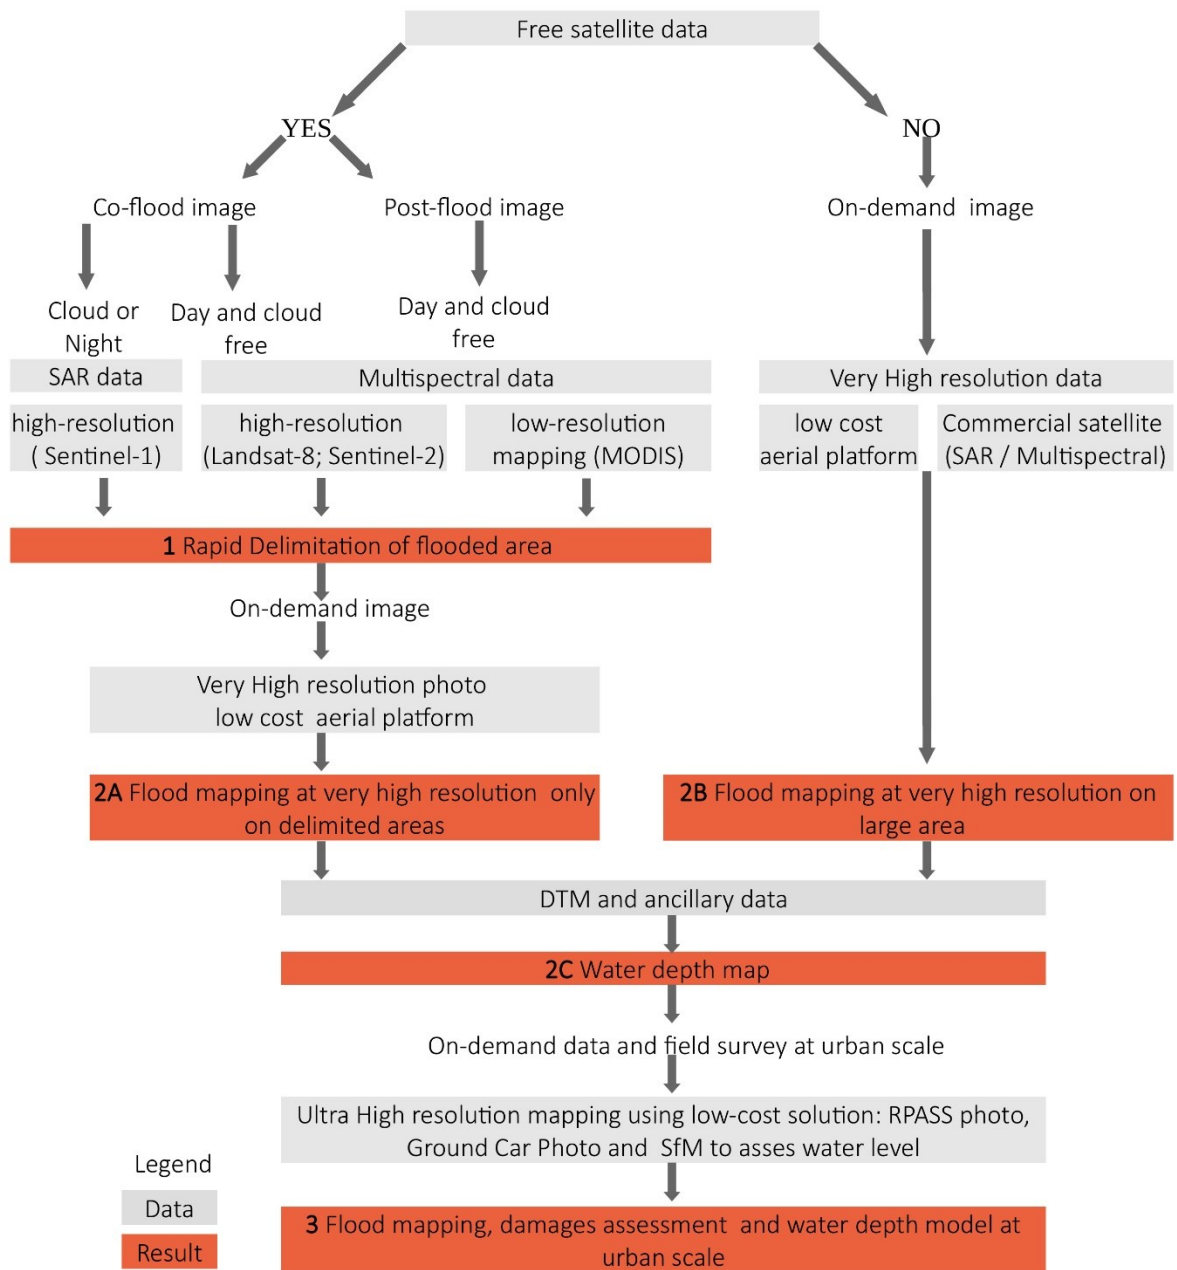 Free satellite data
YES
NO
Co-flood image
Post-flood image
On-demand image
Cloud or
Night
Day and cloud
free
Day and cloud
free
SAR data
Multispectral data
Very High resolution data
high-resolution
( Sentinel-1)
high-resolution
(Landsat-8; Sentinel-2)
low-resolution
mapping (MODIS)
low cost
aerial platform
Commercial satellite
(SAR / Multispectral)
1 Rapid Delimitation of flooded area
On-demand image
Very High resolution photo
low cost aerial platform
2A Flood mapping at very high resolution only
on delimited areas
2B Flood mapping at very high resolution on
large area
DTM and ancillary data
2C Water depth map
On-demand data and field survey at urban scale
Ultra High resolution mapping using low-cost solution: RPASS photo,
Ground Car Photo and SfM to asses water level
3 Flood mapping, damages assessment and water depth model at
urban scale
Legend
Data
Result